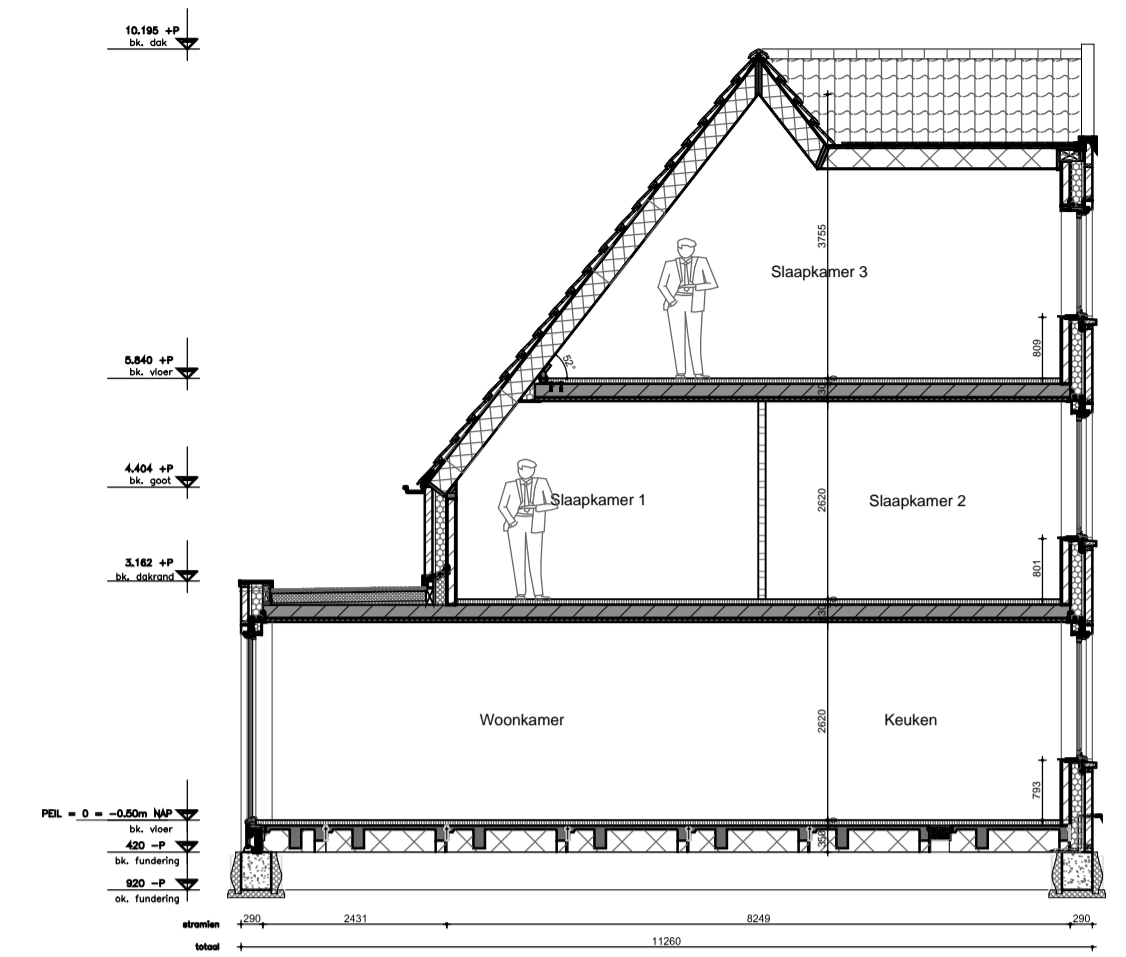 10.195 +P
bk. dak
3755
Slaapkamer 3
809
52°
5.840 +P
bk. vloer
4.404 +P
bk. goot
Slaapkamer 1
2620
Slaapkamer 2
801
3.162 +P
bk. dakrand
Woonkamer
2620
Keuken
793
PEIL = 0 = -0.50m NAP
bk. vloer
350
420 -P
bk. fundering
920 -P
ok. fundering
stramien 290 2431 8249 290
totaal 11260